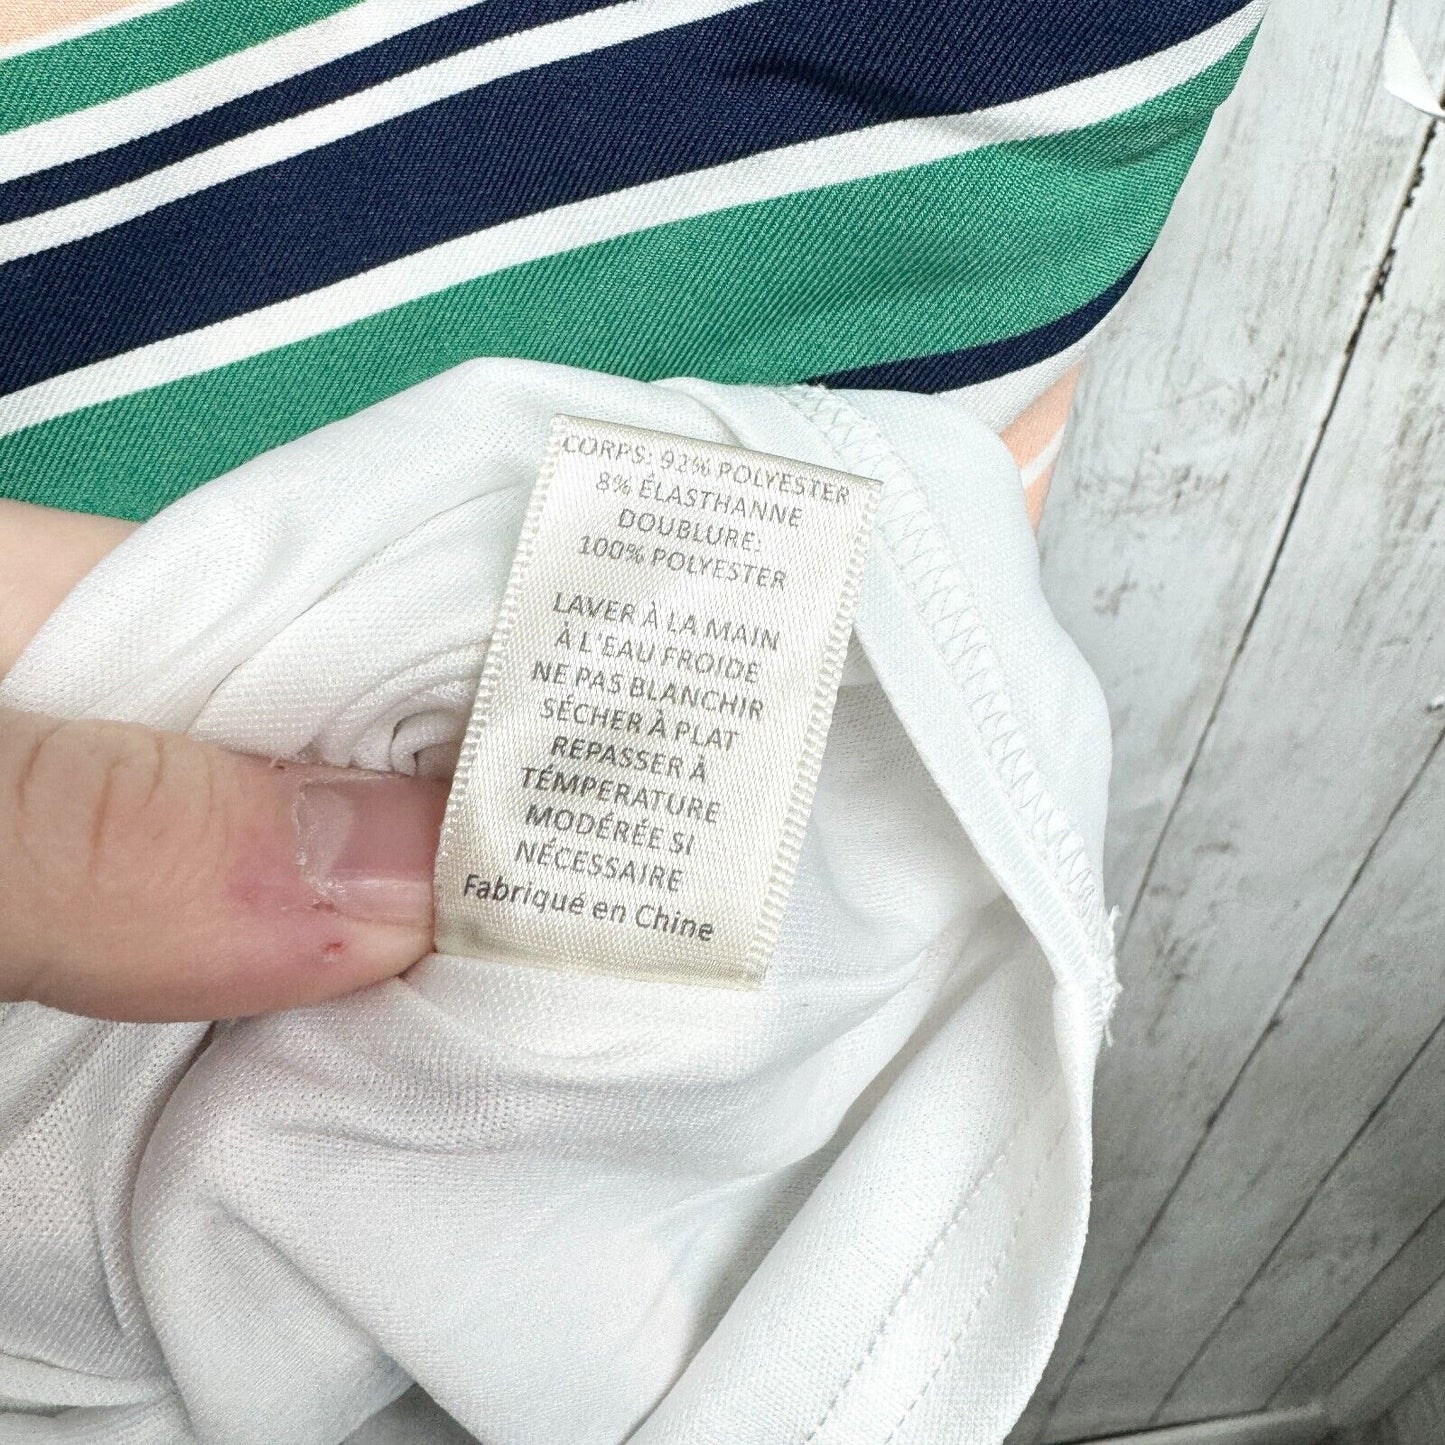 CORPS: 92% POLYESTER
8% ÉLASTHANNE
DOUBLURE:
100% POLYESTER
LAVER À LA MAIN
À L'EAU FROIDE
NE PAS BLANCHIR
SÉCHER À PLAT
REPASSER À
TÉMPERATURE
MODÉRÉE SI
NÉCESSAIRE
Fabriqué en Chine